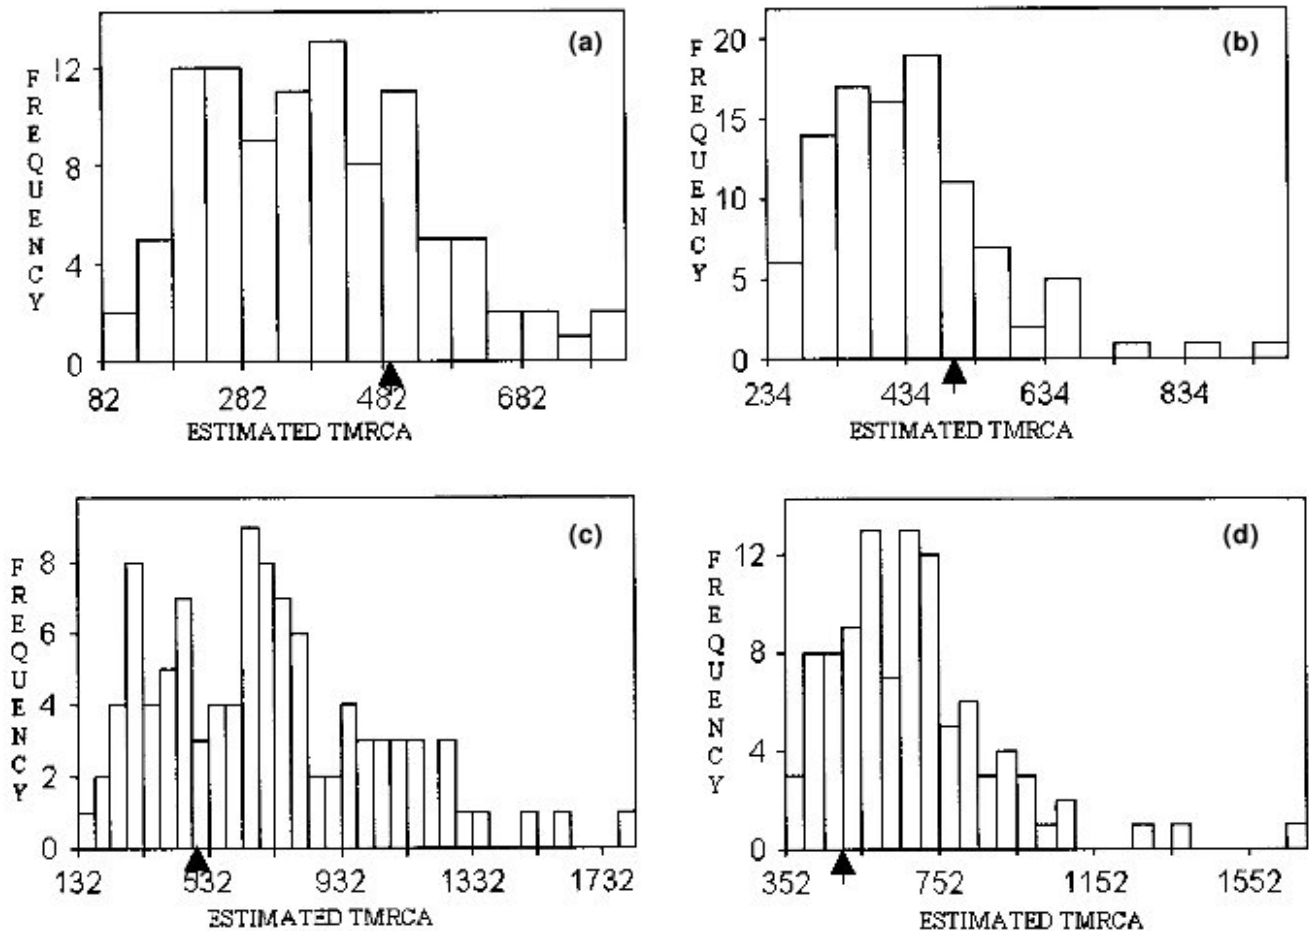 (a)
FREQUENCY
12
8
4
0
82 282 482 682
ESTIMATED TMRCA
(b)
FREQUENCY
20
15
10
5
0
234 434 634 834
ESTIMATED TMRCA
(c)
FREQUENCY
8
6
4
2
0
132 532 932 1332 1732
ESTIMATED TMRCA
(d)
FREQUENCY
12
8
4
0
352 752 1152 1552
ESTIMATED TMRCA